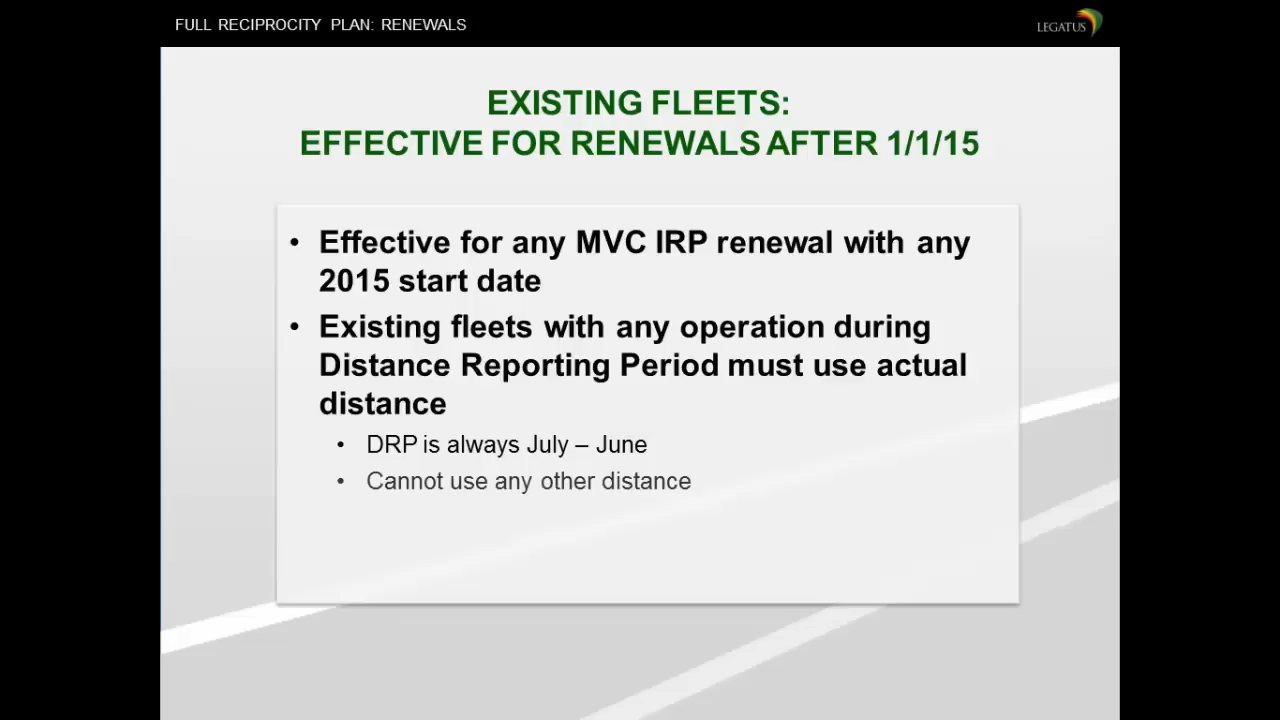 FULL RECIPROCITY PLAN: RENEWALS
LEGATUS
EXISTING FLEETS:
EFFECTIVE FOR RENEWALS AFTER 1/1/15
• Effective for any MVC IRP renewal with any
2015 start date
• Existing fleets with any operation during
Distance Reporting Period must use actual
distance
• DRP is always July – June
• Cannot use any other distance